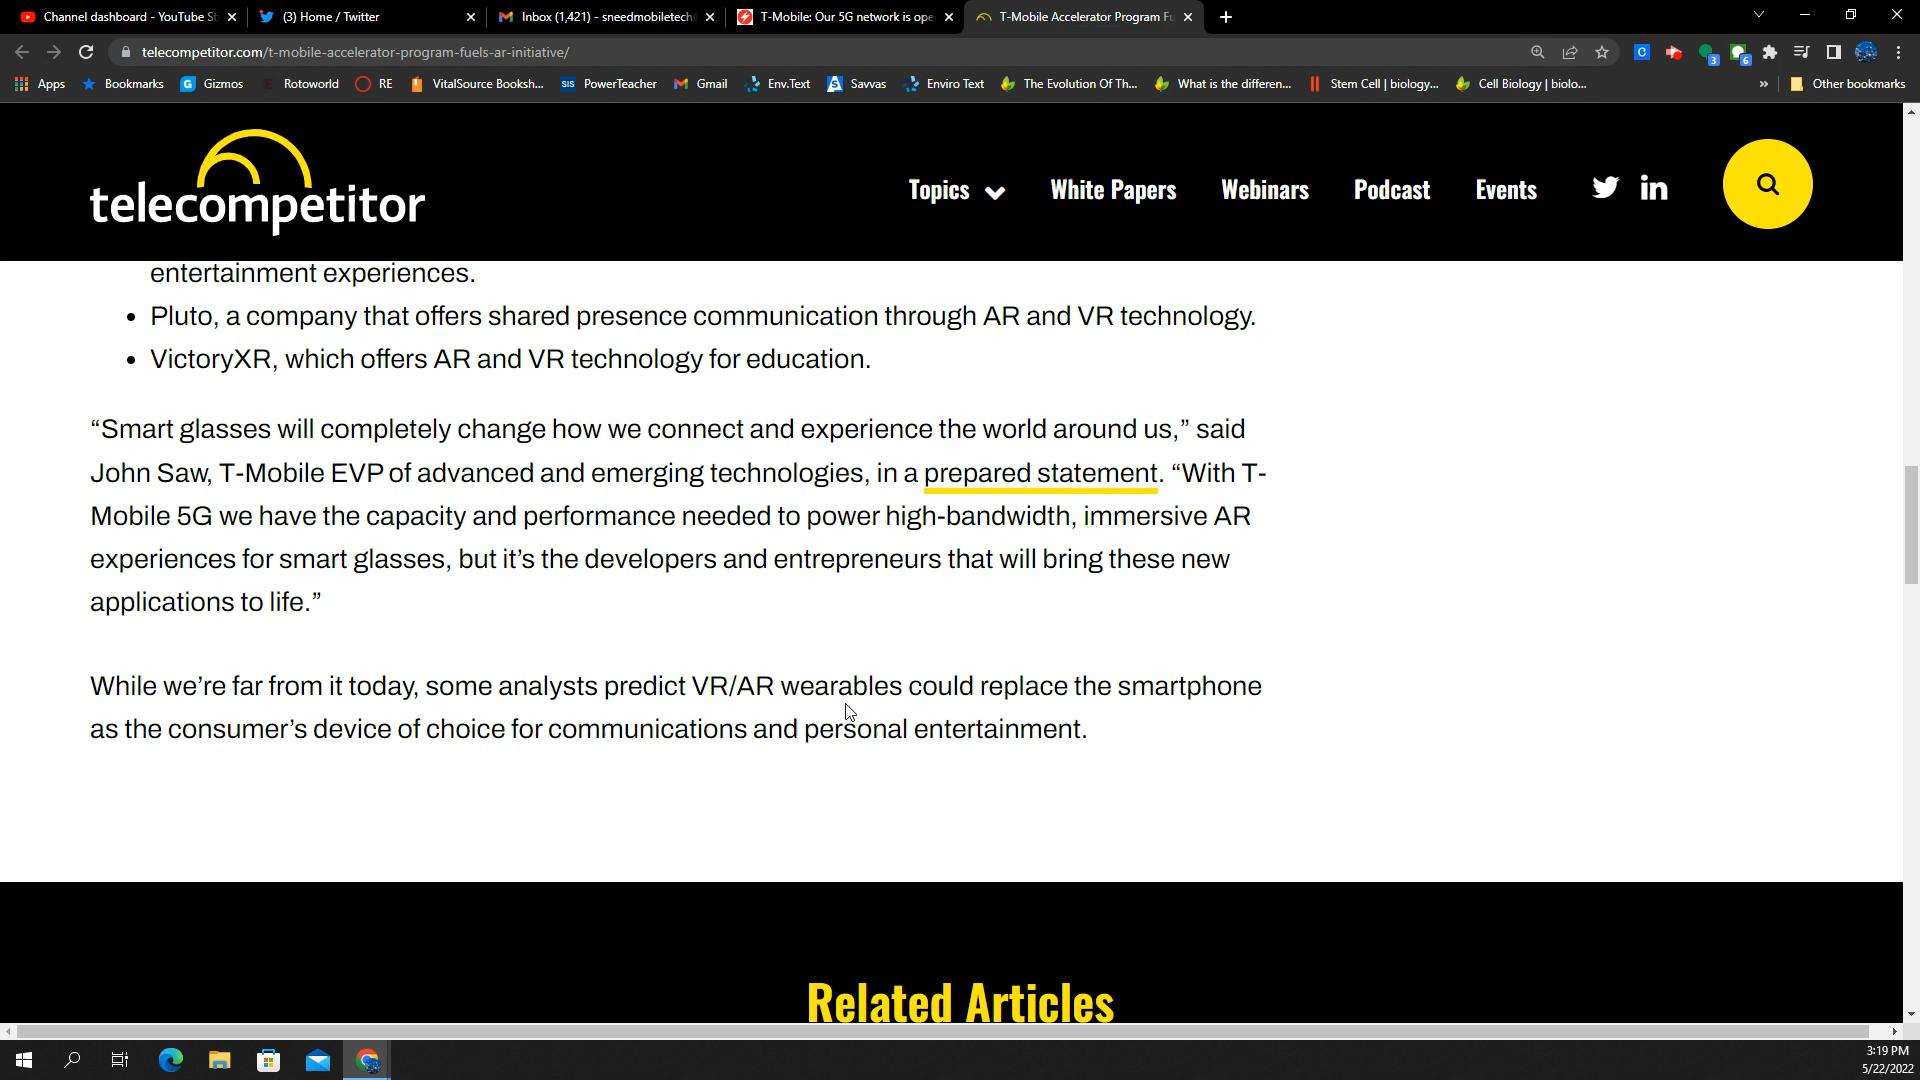 Channel dashboard - YouTube St
(3) Home / Twitter
Inbox (1,421) - sneedmobiletech
T-Mobile: Our 5G network is ope
T-Mobile Accelerator Program Fu
telecompetitor.com/t-mobile-accelerator-program-fuels-ar-initiative/
C
3
6
Apps
Bookmarks
G Gizmos
Rotoworld
RE
VitalSource Booksh...
SIS PowerTeacher
Gmail
Env.Text
Savvas
Enviro Text
The Evolution Of Th...
What is the differen...
Stem Cell | biology...
Cell Biology | biolo...
»
Other bookmarks
telecompetitor
Topics
White Papers
Webinars
Podcast
Events
in
entertainment experiences.
• Pluto, a company that offers shared presence communication through AR and VR technology.
• VictoryXR, which offers AR and VR technology for education.
“Smart glasses will completely change how we connect and experience the world around us,” said
John Saw, T-Mobile EVP of advanced and emerging technologies, in a prepared statement. “With T-
Mobile 5G we have the capacity and performance needed to power high-bandwidth, immersive AR
experiences for smart glasses, but it’s the developers and entrepreneurs that will bring these new
applications to life.”
While we’re far from it today, some analysts predict VR/AR wearables could replace the smartphone
as the consumer’s device of choice for communications and personal entertainment.
Related Articles
3:19 PM
5/22/2022